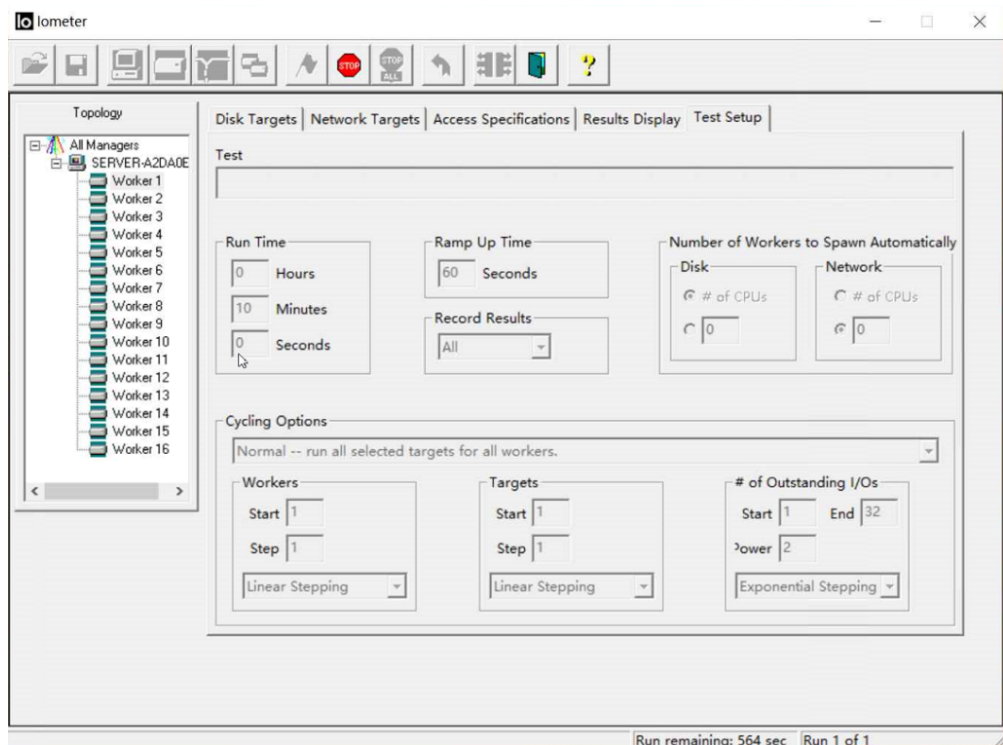 Io Iometer
STOP
STOP ALL
Topology
All Managers
SERVER-A2DA0E
Worker 1
Worker 2
Worker 3
Worker 4
Worker 5
Worker 6
Worker 7
Worker 8
Worker 9
Worker 10
Worker 11
Worker 12
Worker 13
Worker 14
Worker 15
Worker 16
Disk Targets Network Targets Access Specifications Results Display Test Setup
Test
Run Time
0 Hours
10 Minutes
0 Seconds
Ramp Up Time
60 Seconds
Record Results
All
Number of Workers to Spawn Automatically
Disk
# of CPUs
0
Network
# of CPUs
0
Cycling Options
Normal -- run all selected targets for all workers.
Workers
Start 1
Step 1
Linear Stepping
Targets
Start 1
Step 1
Linear Stepping
# of Outstanding I/Os
Start 1 End 32
Power 2
Exponential Stepping
Run remaining: 564 sec Run 1 of 1